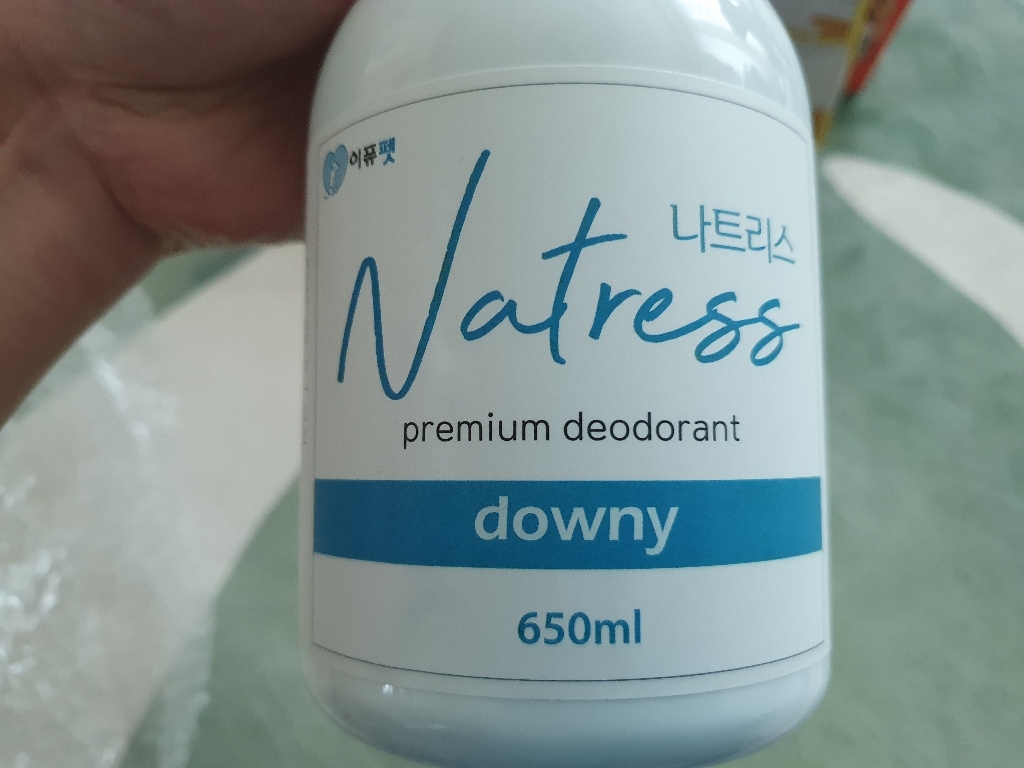 이퓨펫
나트리스
Natress
premium deodorant
downy
650ml